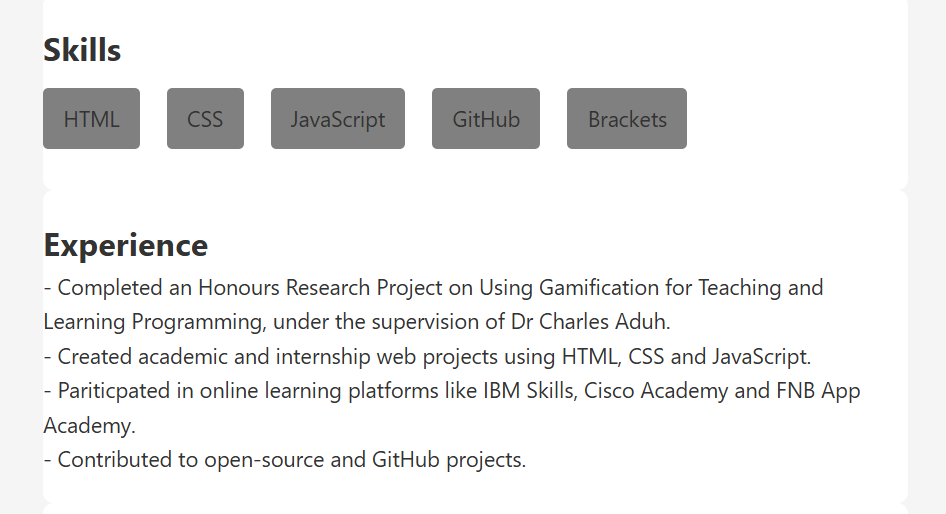 Skills
HTML CSS JavaScript GitHub Brackets
Experience
- Completed an Honours Research Project on Using Gamification for Teaching and
Learning Programming, under the supervision of Dr Charles Aduh.
- Created academic and internship web projects using HTML, CSS and JavaScript.
- Pariticpated in online learning platforms like IBM Skills, Cisco Academy and FNB App
Academy.
- Contributed to open-source and GitHub projects.